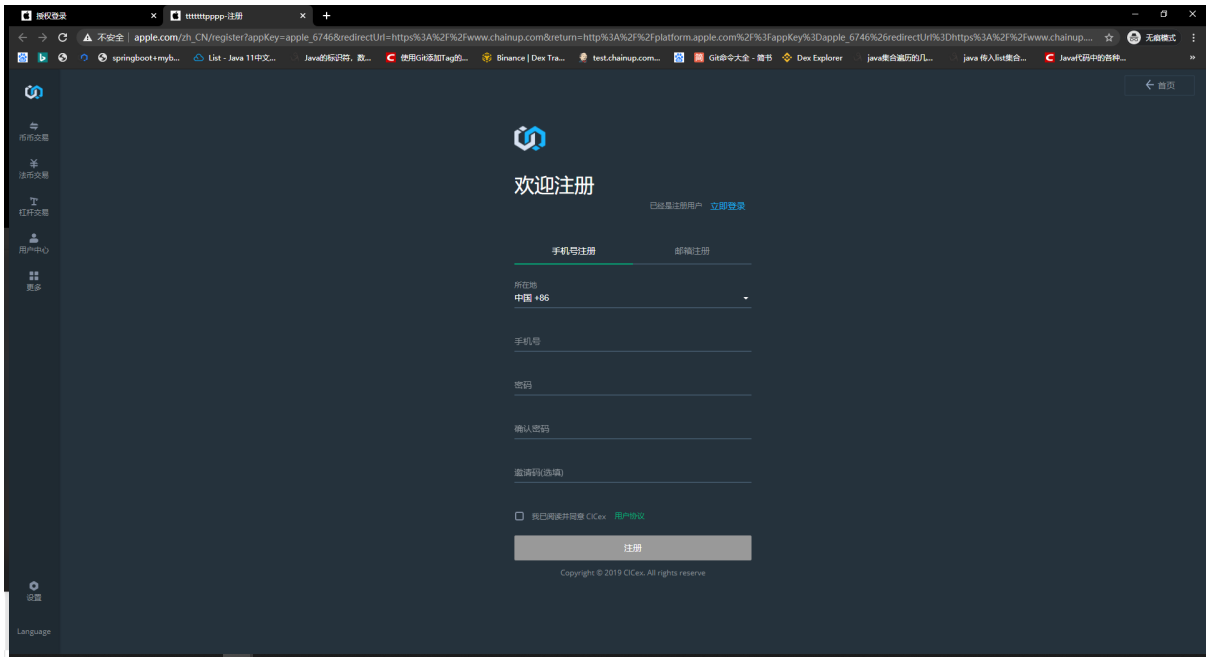 授权登录
ttttttpppp-注册
不安全 | apple.com/zh_CN/register?appKey=apple_6746&redirectUrl=https%3A%2F%2Fwww.chainup.com&return=http%3A%2F%2Fplatform.apple.com%2F%3FappKey%3Dapple_6746%26redirectUrl%3Dhttps%3A%2F%2Fwww.chainup....
无痕模式
springboot+myb...
List - Java 11中文...
Java的标识符, 数...
使用Git添加Tag的...
Binance | Dex Tra...
test.chainup.com...
Git命令大全 - 简书
Dex Explorer
java集合遍历的几...
java 传入list集合...
Java代码中的各种...
»
首页
币币交易
法币交易
杠杆交易
用户中心
更多
欢迎注册
已经是注册用户 立即登录
手机号注册
邮箱注册
所在地
中国 +86
手机号
密码
确认密码
邀请码(选填)
我已阅读并同意 CICex 用户协议
注册
Copyright © 2019 CICex. All rights reserve
设置
Language